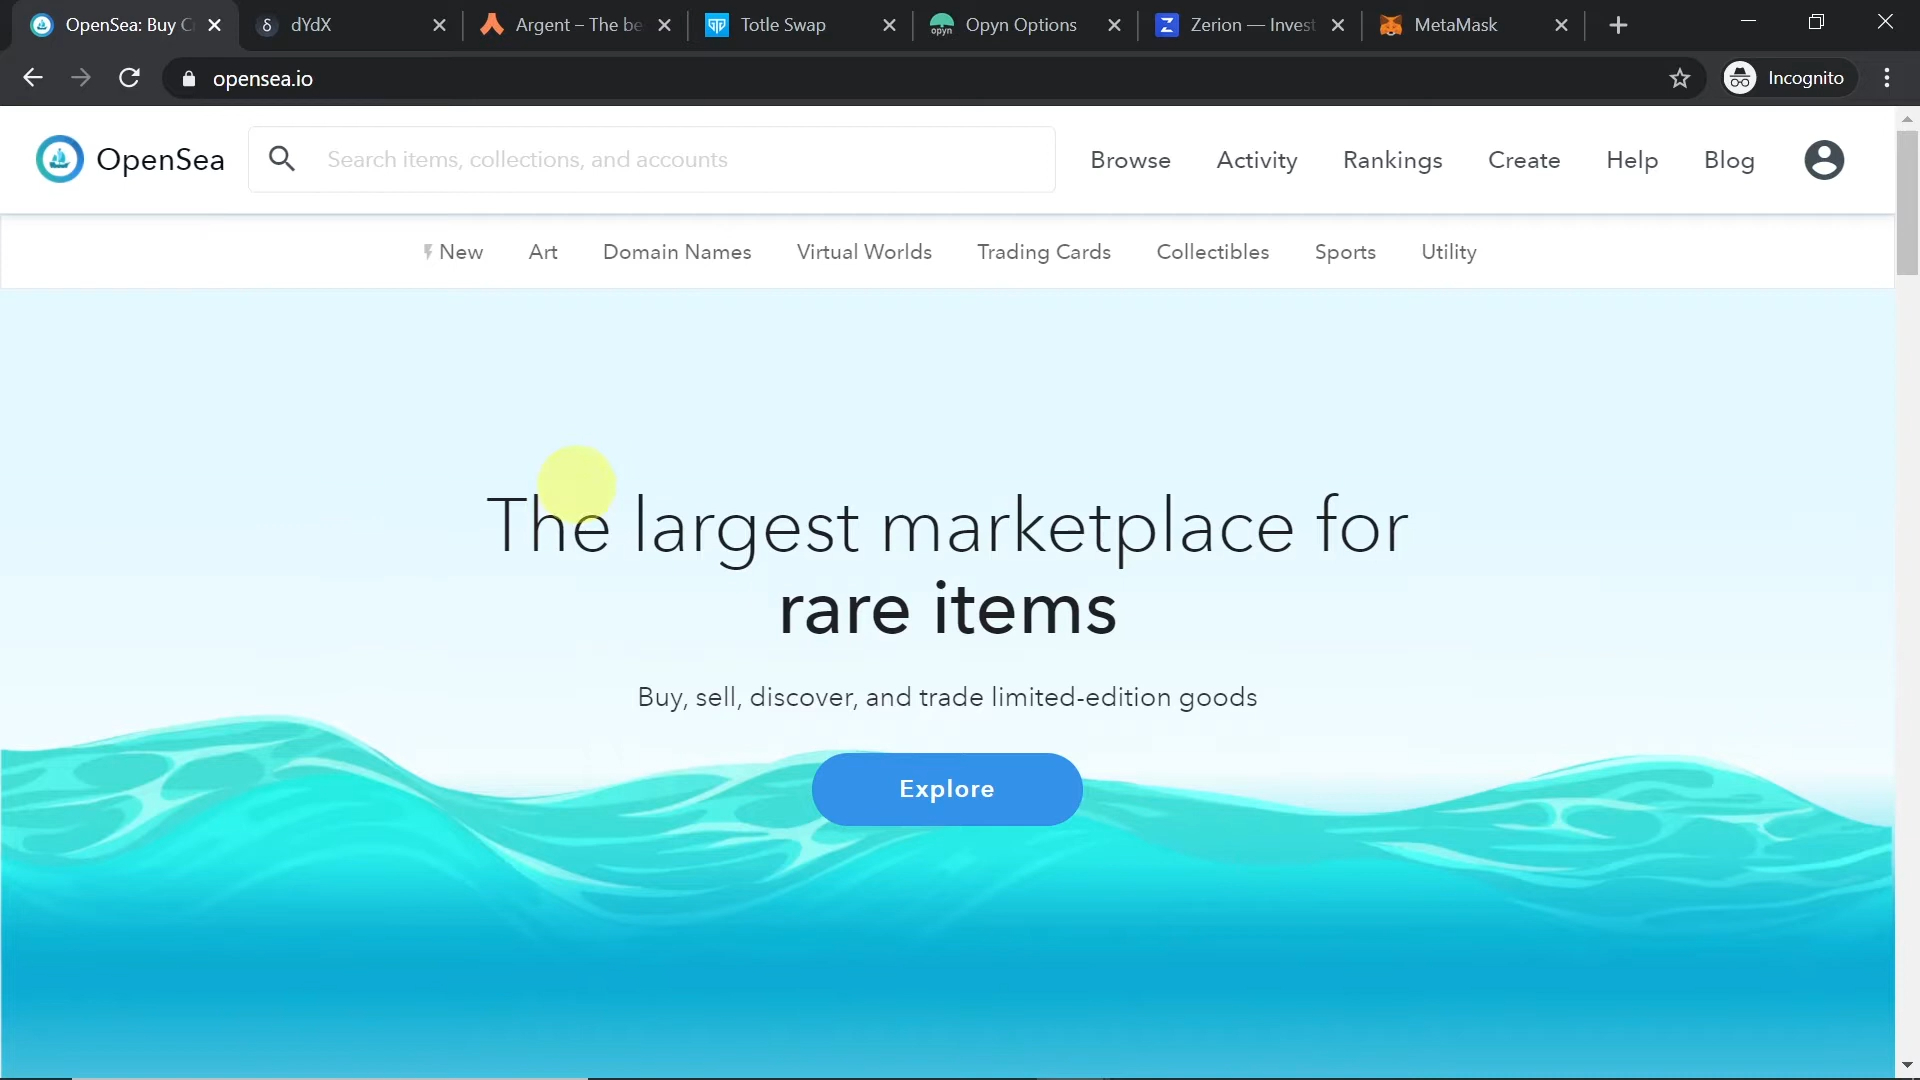 OpenSea: Buy C
dYdX
Argent – The be
Totle Swap
opyn
Opyn Options
Zerion — Invest
MetaMask
opensea.io
Incognito
OpenSea
Search items, collections, and accounts
Browse
Activity
Rankings
Create
Help
Blog
New
Art
Domain Names
Virtual Worlds
Trading Cards
Collectibles
Sports
Utility
The largest marketplace for
rare items
Buy, sell, discover, and trade limited-edition goods
Explore